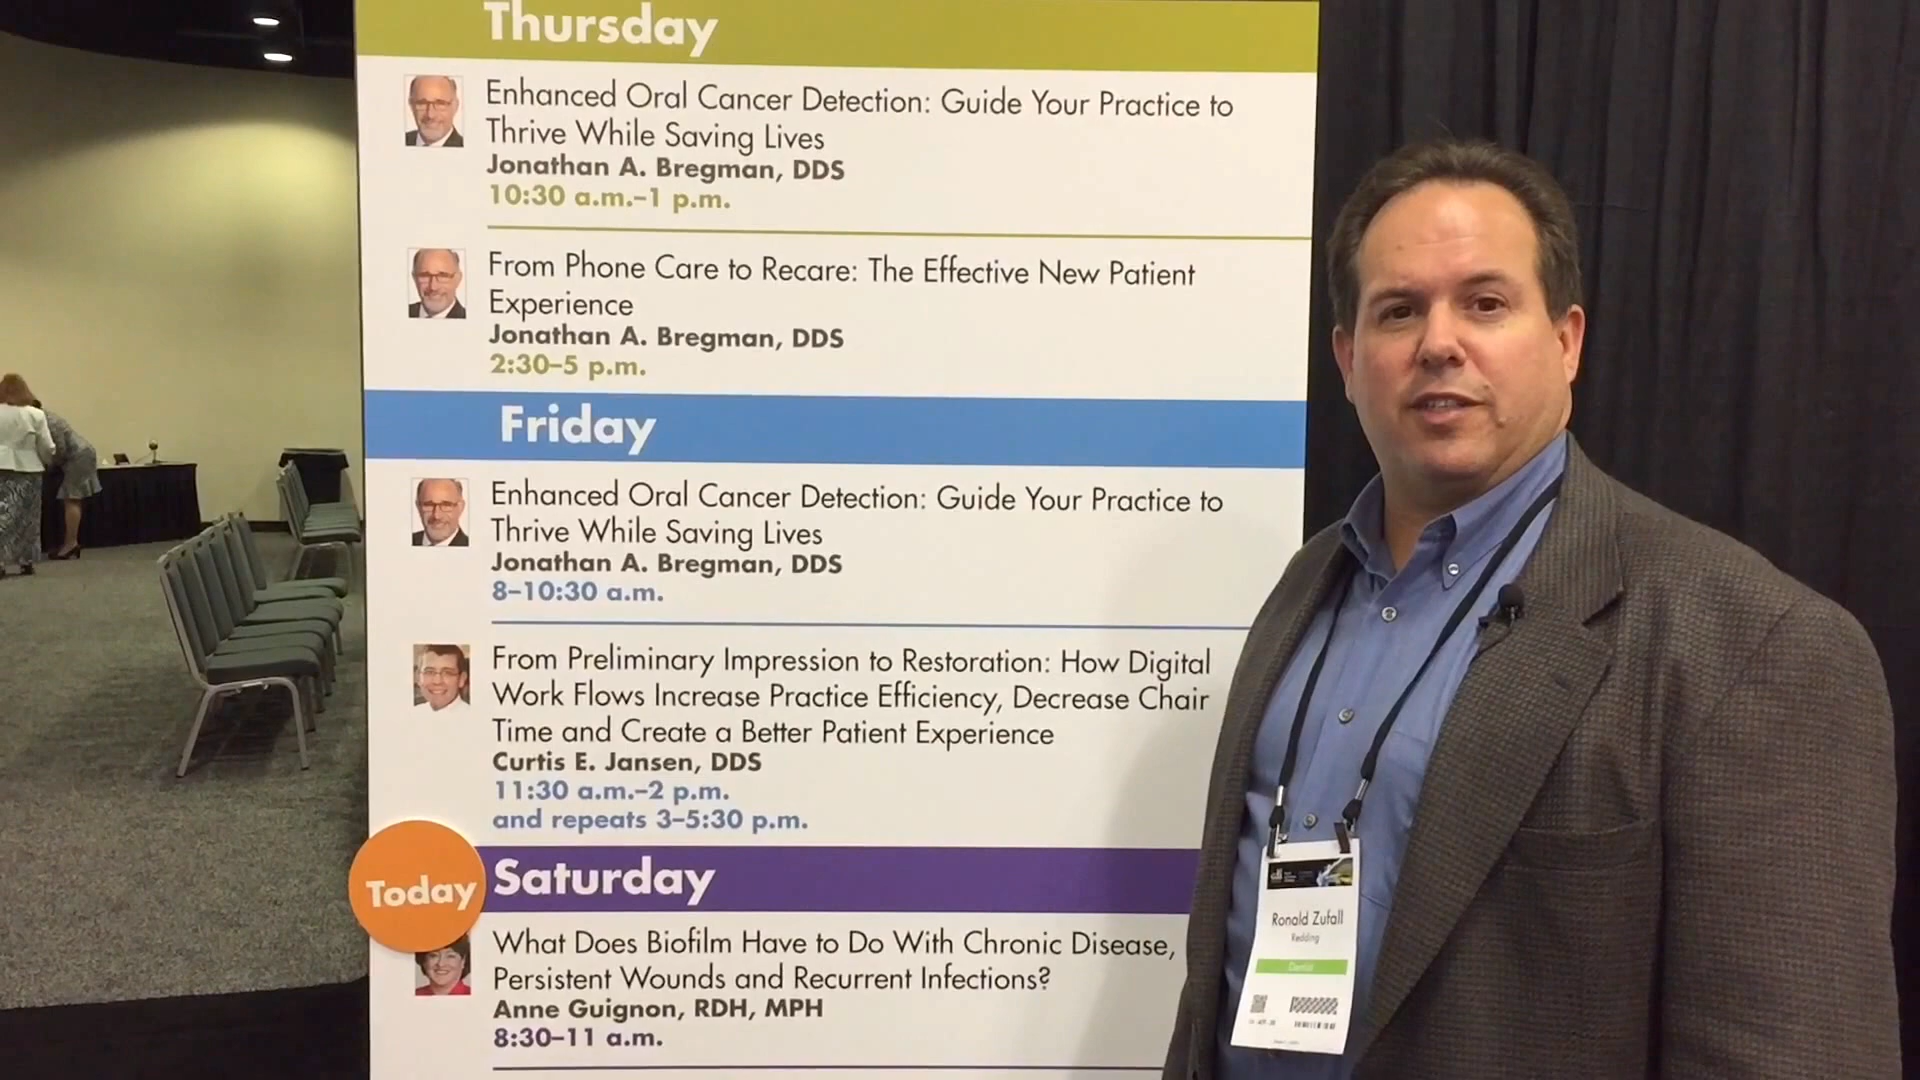 Thursday
Enhanced Oral Cancer Detection: Guide Your Practice to
Thrive While Saving Lives
Jonathan A. Bregman, DDS
10:30 a.m.–1 p.m.
From Phone Care to Recare: The Effective New Patient
Experience
Jonathan A. Bregman, DDS
2:30–5 p.m.
Friday
Enhanced Oral Cancer Detection: Guide Your Practice to
Thrive While Saving Lives
Jonathan A. Bregman, DDS
8–10:30 a.m.
From Preliminary Impression to Restoration: How Digital
Work Flows Increase Practice Efficiency, Decrease Chair
Time and Create a Better Patient Experience
Curtis E. Jansen, DDS
11:30 a.m.–2 p.m.
and repeats 3–5:30 p.m.
Today
Saturday
What Does Biofilm Have to Do With Chronic Disease,
Persistent Wounds and Recurrent Infections?
Anne Guignon, RDH, MPH
8:30–11 a.m.
Ronald Zufall
Redding
Dentist